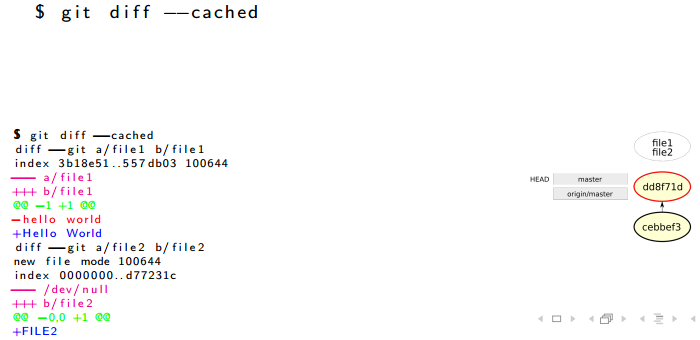 $ git diff --cached
$ git diff --cached
diff --git a/file1 b/file1
index 3b18e51..557db03 100644
--- a/file1
+++ b/file1
@@ -1 +1 @@
-hello world
+Hello World
diff --git a/file2 b/file2
new file mode 100644
index 0000000..d77231c
--- /dev/null
+++ b/file2
@@ -0,0 +1 @@
+FILE2
file1
file2
HEAD
master
origin/master
dd8f71d
cebbef3